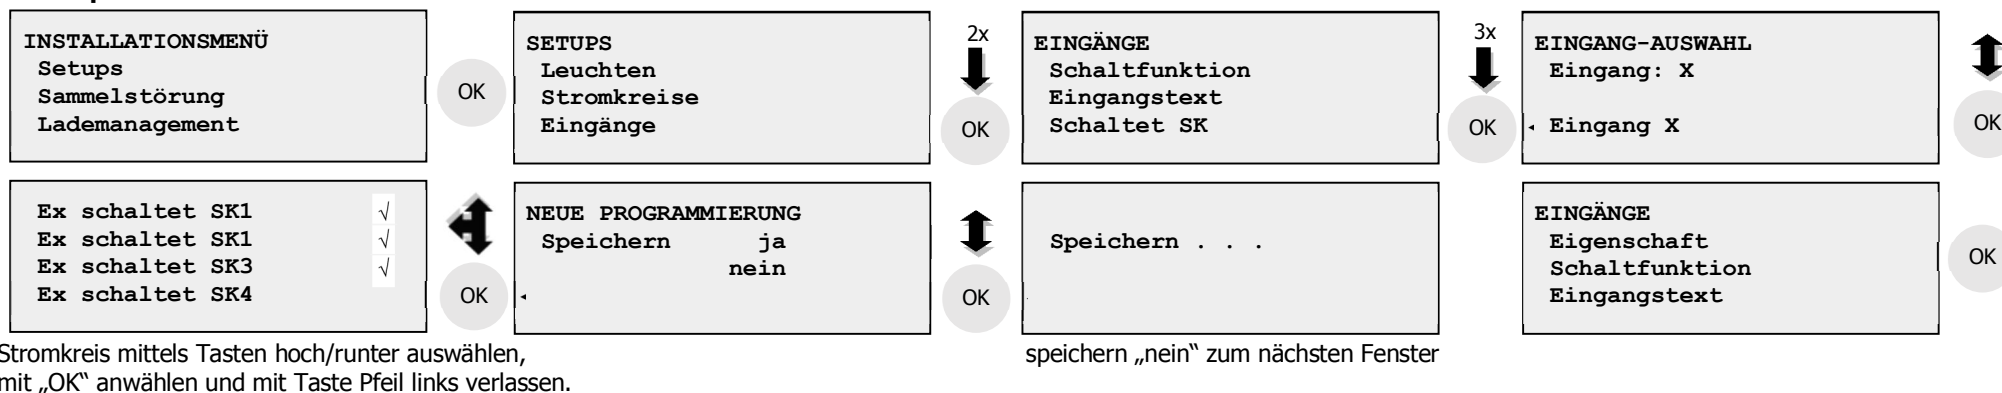 INSTALLATIONSMENÜ
Setups
Sammelstörung
Lademanagement
OK
SETUPS
Leuchten
Stromkreise
Eingänge
2x
OK
EINGÄNGE
Schaltfunktion
Eingangstext
Schaltet SK
3x
OK
EINGANG-AUSWAHL
Eingang: X
Eingang X
OK
Ex schaltet SK1 √
Ex schaltet SK1 √
Ex schaltet SK3 √
Ex schaltet SK4
OK
NEUE PROGRAMMIERUNG
Speichern ja
nein
OK
Speichern . . .
EINGÄNGE
Eigenschaft
Schaltfunktion
Eingangstext
OK
Stromkreis mittels Tasten hoch/runter auswählen,
mit „OK“ anwählen und mit Taste Pfeil links verlassen.
speichern „nein“ zum nächsten Fenster